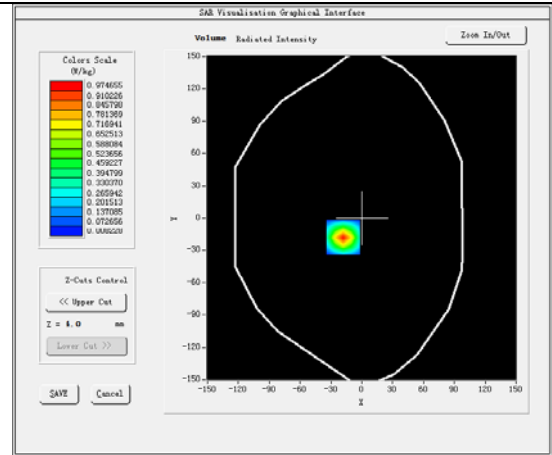 SAR Visualisation Graphical Interface
Volume Radiated Intensity
Zoom In/Out
Colors Scale
(W/kg)
0.974655
0.910226
0.845798
0.781369
0.716941
0.652513
0.588084
0.523656
0.459227
0.394799
0.330370
0.265942
0.201513
0.137085
0.072656
0.008228
150
120
90
60
30
0
-30
-60
-90
-120
-150
Y
-150 -120 -90 -60 -30 0 30 60 90 120 150
X
Z-Cuts Control
<< Upper Cut
Z = 4.0 mm
Lower Cut >>
SAVE Cancel